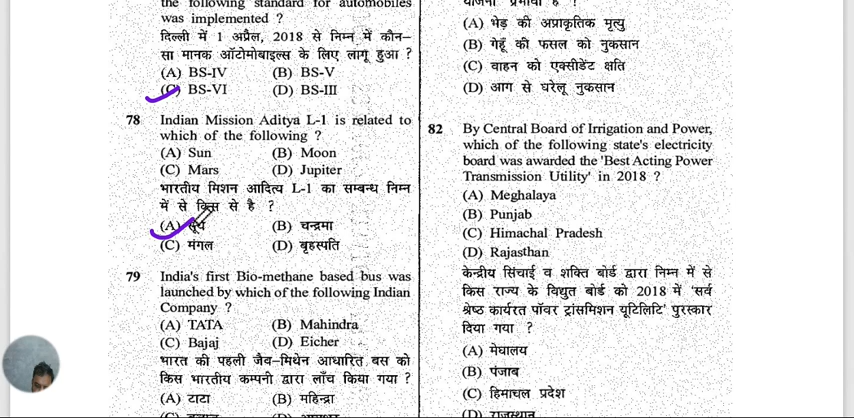 the following standard for automobiles
was implemented ?
दिल्ली में 1 अप्रैल, 2018 से निम्न में कौन-
सा मानक ऑटोमोबाइल्स के लिए लागू हुआ ?
(A) BS-IV (B) BS-V
(C) BS-VI (D) BS-III
78 Indian Mission Aditya L-1 is related to
which of the following ?
(A) Sun (B) Moon
(C) Mars (D) Jupiter
भारतीय मिशन आदित्य L-1 का सम्बन्ध निम्न
में से किस से है ?
(A) सूर्य (B) चन्द्रमा
(C) मंगल (D) बृहस्पति
79 India's first Bio-methane based bus was
launched by which of the following Indian
Company ?
(A) TATA (B) Mahindra
(C) Bajaj (D) Eicher
भारत की पहली जैव-मिथेन आधारित बस को
किस भारतीय कम्पनी द्वारा लाँच किया गया ?
(A) टाटा (B) महिन्द्रा
(A) भेड़ की अप्राकृतिक मृत्यु
(B) गेहूँ की फसल को नुकसान
(C) वाहन को एक्सीडेंट क्षति
(D) आग से घरेलू नुकसान
82 By Central Board of Irrigation and Power,
which of the following state's electricity
board was awarded the 'Best Acting Power
Transmission Utility' in 2018 ?
(A) Meghalaya
(B) Punjab
(C) Himachal Pradesh
(D) Rajasthan
केन्द्रीय सिंचाई व शक्ति बोर्ड द्वारा निम्न में से
किस राज्य के विद्युत बोर्ड को 2018 में 'सर्व
श्रेष्ठ कार्यरत पॉवर ट्रांसमिशन यूटिलिटि' पुरस्कार
दिया गया ?
(A) मेघालय
(B) पंजाब
(C) हिमाचल प्रदेश
(D) राजस्थान